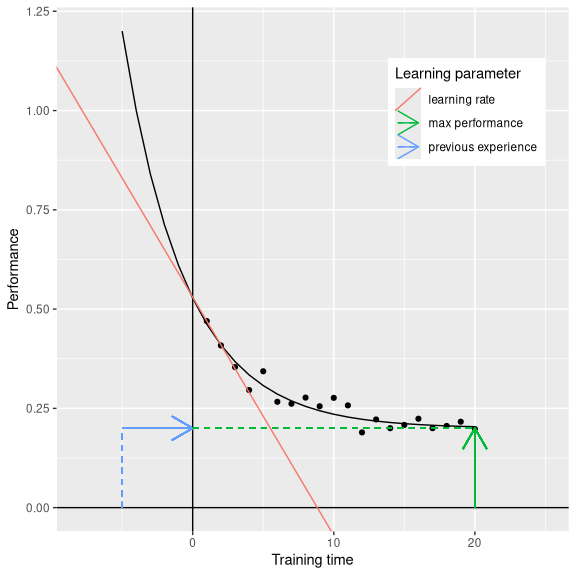 1.25
1.00
0.75
0.50
0.25
0.00
Performance
Learning parameter
learning rate
max performance
previous experience
0 10 20
Training time